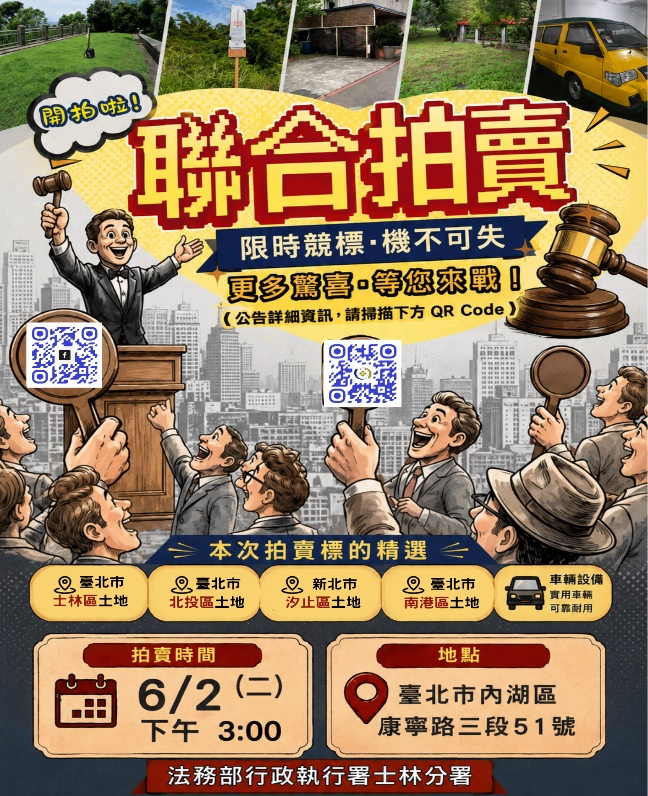 開拍啦！
聯合拍賣
限時競標·機不可失
更多驚喜·等您來戰！
（公告詳細資訊，請掃描下方 QR Code）
本次拍賣標的精選
臺北市
士林區土地
臺北市
北投區土地
新北市
汐止區土地
臺北市
南港區土地
車輛設備
實用車輛
可靠耐用
拍賣時間
6/2（二）
下午 3:00
地點
臺北市內湖區
康寧路三段51號
法務部行政執行署士林分署